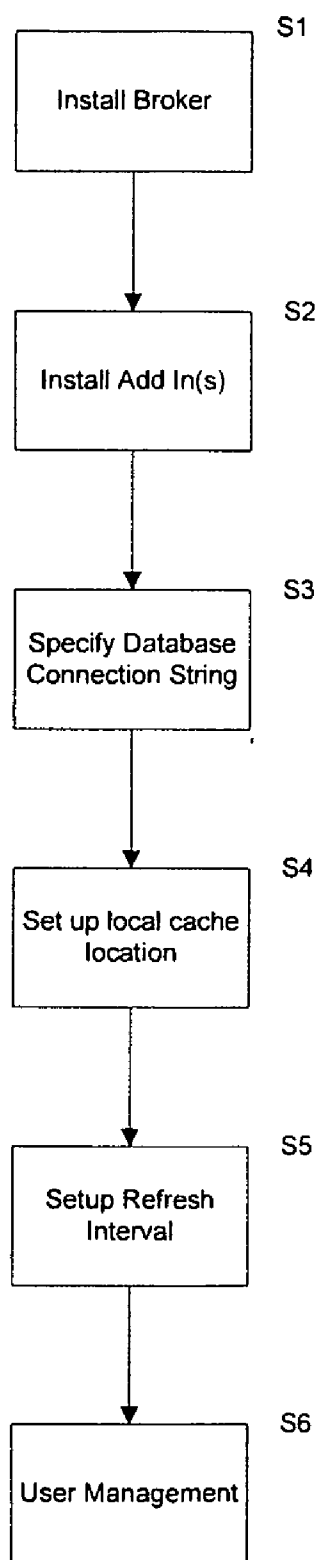 S1
Install Broker
S2
Install Add In(s)
S3
Specify Database
Connection String
S4
Set up local cache
location
S5
Setup Refresh
Interval
S6
User Management